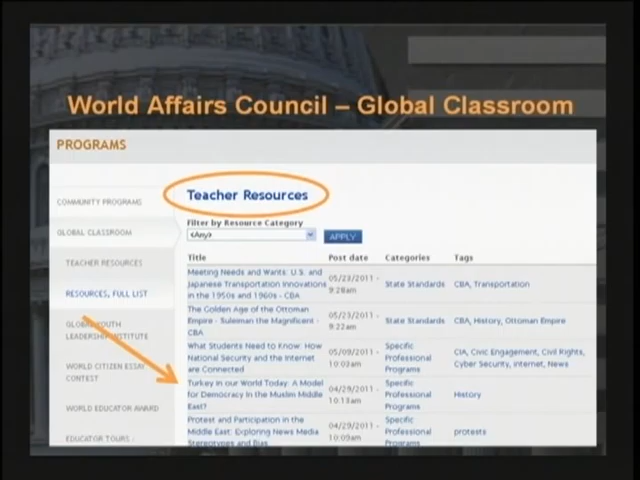 World Affairs Council – Global Classroom
PROGRAMS
COMMUNITY PROGRAMS
GLOBAL CLASSROOM
TEACHER RESOURCES
RESOURCES, FULL LIST
GLOBAL YOUTH
LEADERSHIP INSTITUTE
WORLD CITIZEN ESSAY
CONTEST
WORLD EDUCATOR AWARD
EDUCATOR TOURS
Teacher Resources
Filter by Resource Category
<Any>
APPLY
Title Post date Categories Tags
Meeting Needs and Wants: U.S. and
Japanese Transportation Innovations
in the 1950s and 1960s - CBA
05/23/2011 -
9:28am
State Standards
CBA, Transportation
The Golden Age of the Ottoman
Empire - Suleiman the Magnificent -
CBA
05/23/2011 -
9:22am
State Standards
CBA, History, Ottoman Empire
What Students Need to Know: How
National Security and the Internet
are Connected
05/09/2011 -
10:03am
Specific
Professional
Programs
CIA, Civic Engagement, Civil Rights,
Cyber Security, Internet, News
Turkey in our World Today: A Model
for Democracy in the Muslim Middle
East?
04/29/2011 -
10:13am
Specific
Professional
Programs
History
Protest and Participation in the
Middle East: Exploring News Media
Stereotypes and Bias
04/29/2011 -
10:09am
Specific
Professional
Programs
protests